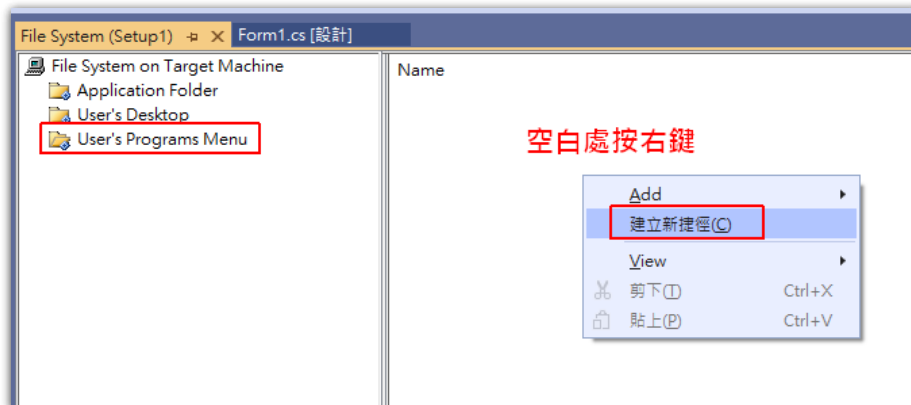 File System (Setup1)
Form1.cs [設計]
File System on Target Machine
Application Folder
User's Desktop
User's Programs Menu
Name
空白處按右鍵
Add
建立新捷徑(C)
View
剪下(T) Ctrl+X
貼上(P) Ctrl+V